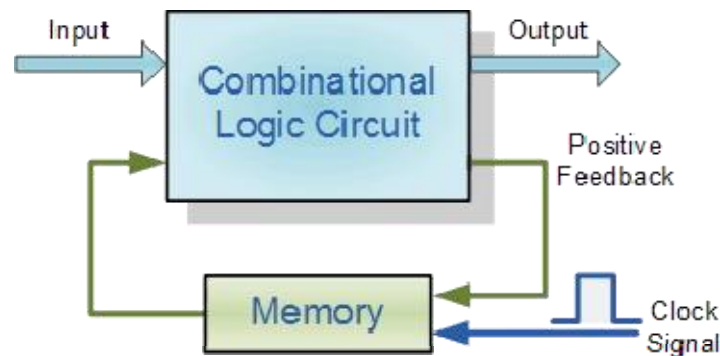 Input
Output
Combinational
Logic Circuit
Positive
Feedback
Memory
Clock
Signal